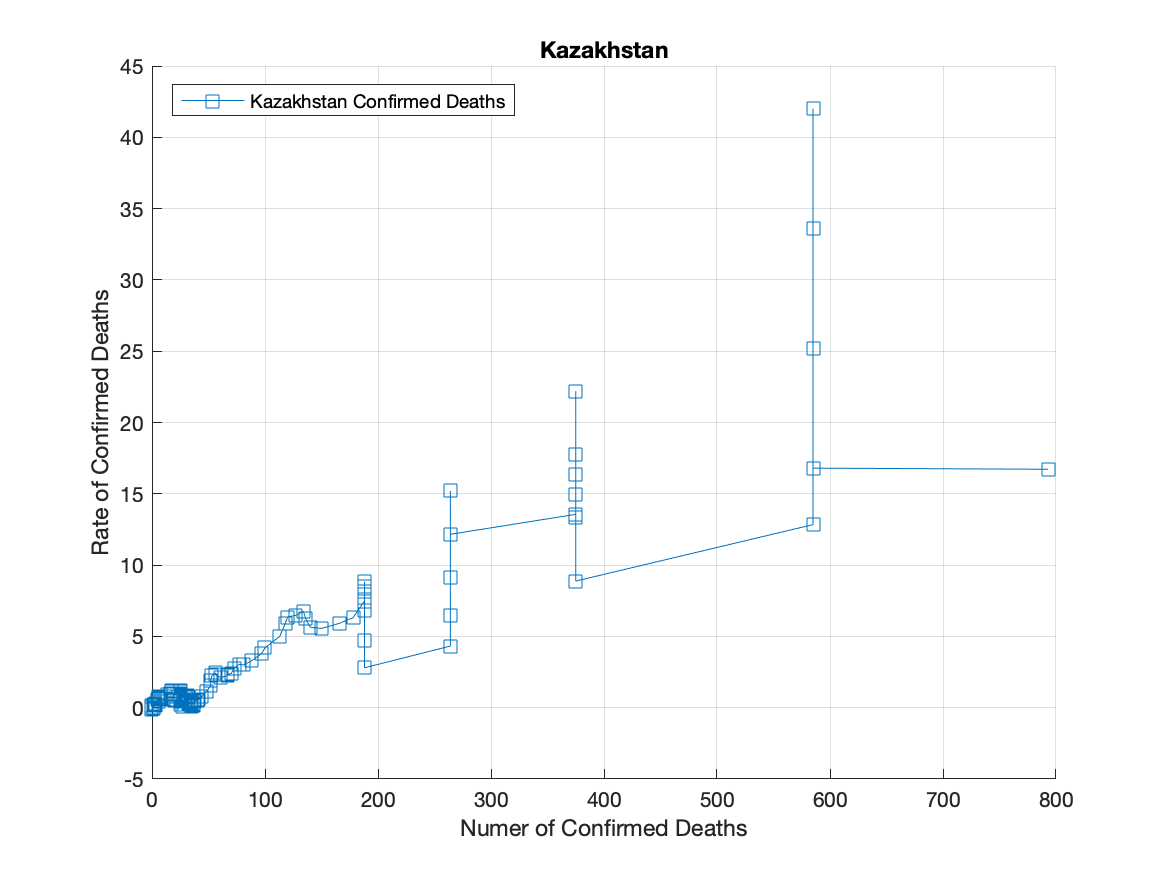 Kazakhstan
Kazakhstan Confirmed Deaths
45
40
35
30
25
20
15
10
5
0
-5
Rate of Confirmed Deaths
0 100 200 300 400 500 600 700 800
Numer of Confirmed Deaths